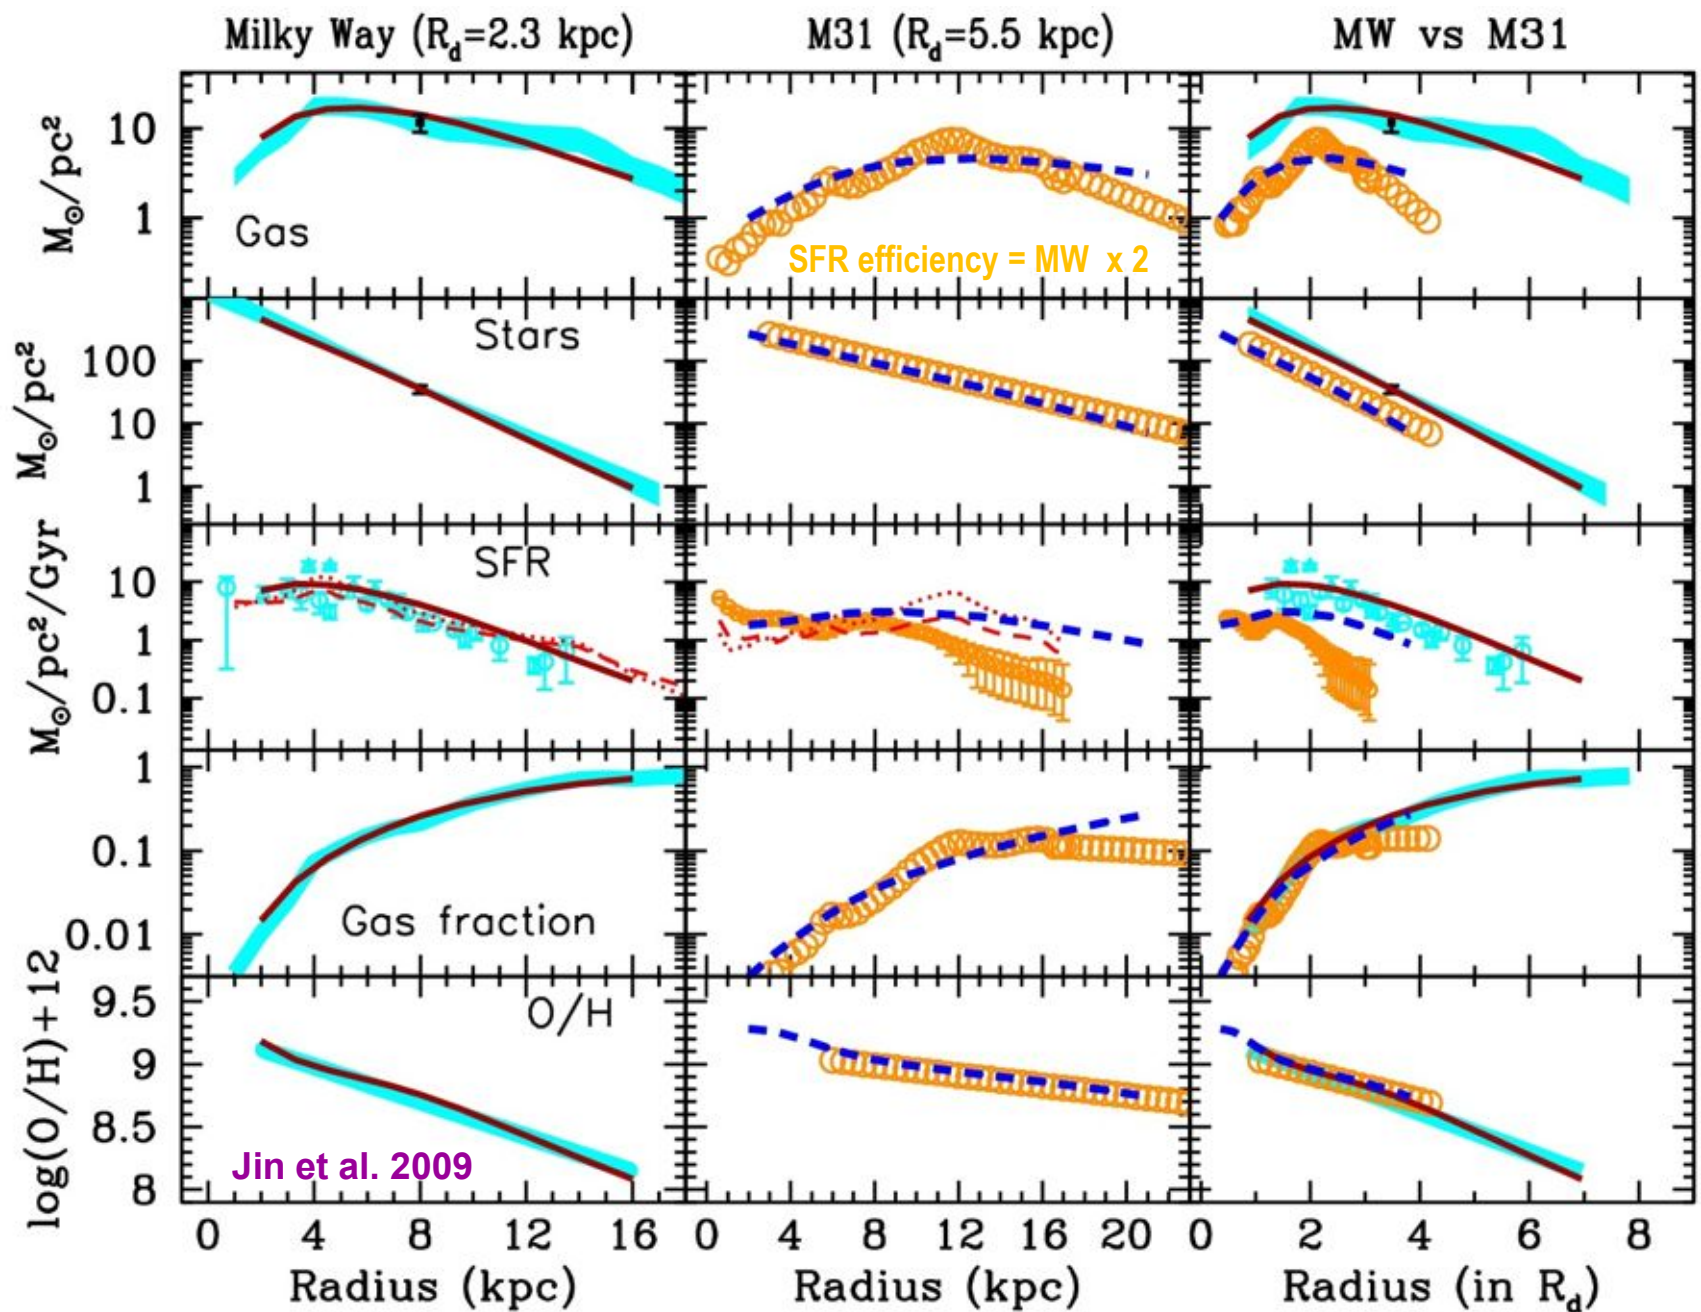 Milky Way (R_d=2.3 kpc) M31 (R_d=5.5 kpc) MW vs M31
M⊙/pc²
10
1
Gas
SFR efficiency = MW x 2
M⊙/pc²
100
10
1
Stars
M⊙/pc²/Gyr
10
1
0.1
SFR
1
0.1
0.01
Gas fraction
log(O/H)+12
9.5
9
8.5
8
O/H
Jin et al. 2009
0 4 8 12 16 0 4 8 12 16 20 0 2 4 6 8
Radius (kpc) Radius (kpc) Radius (in R_d)